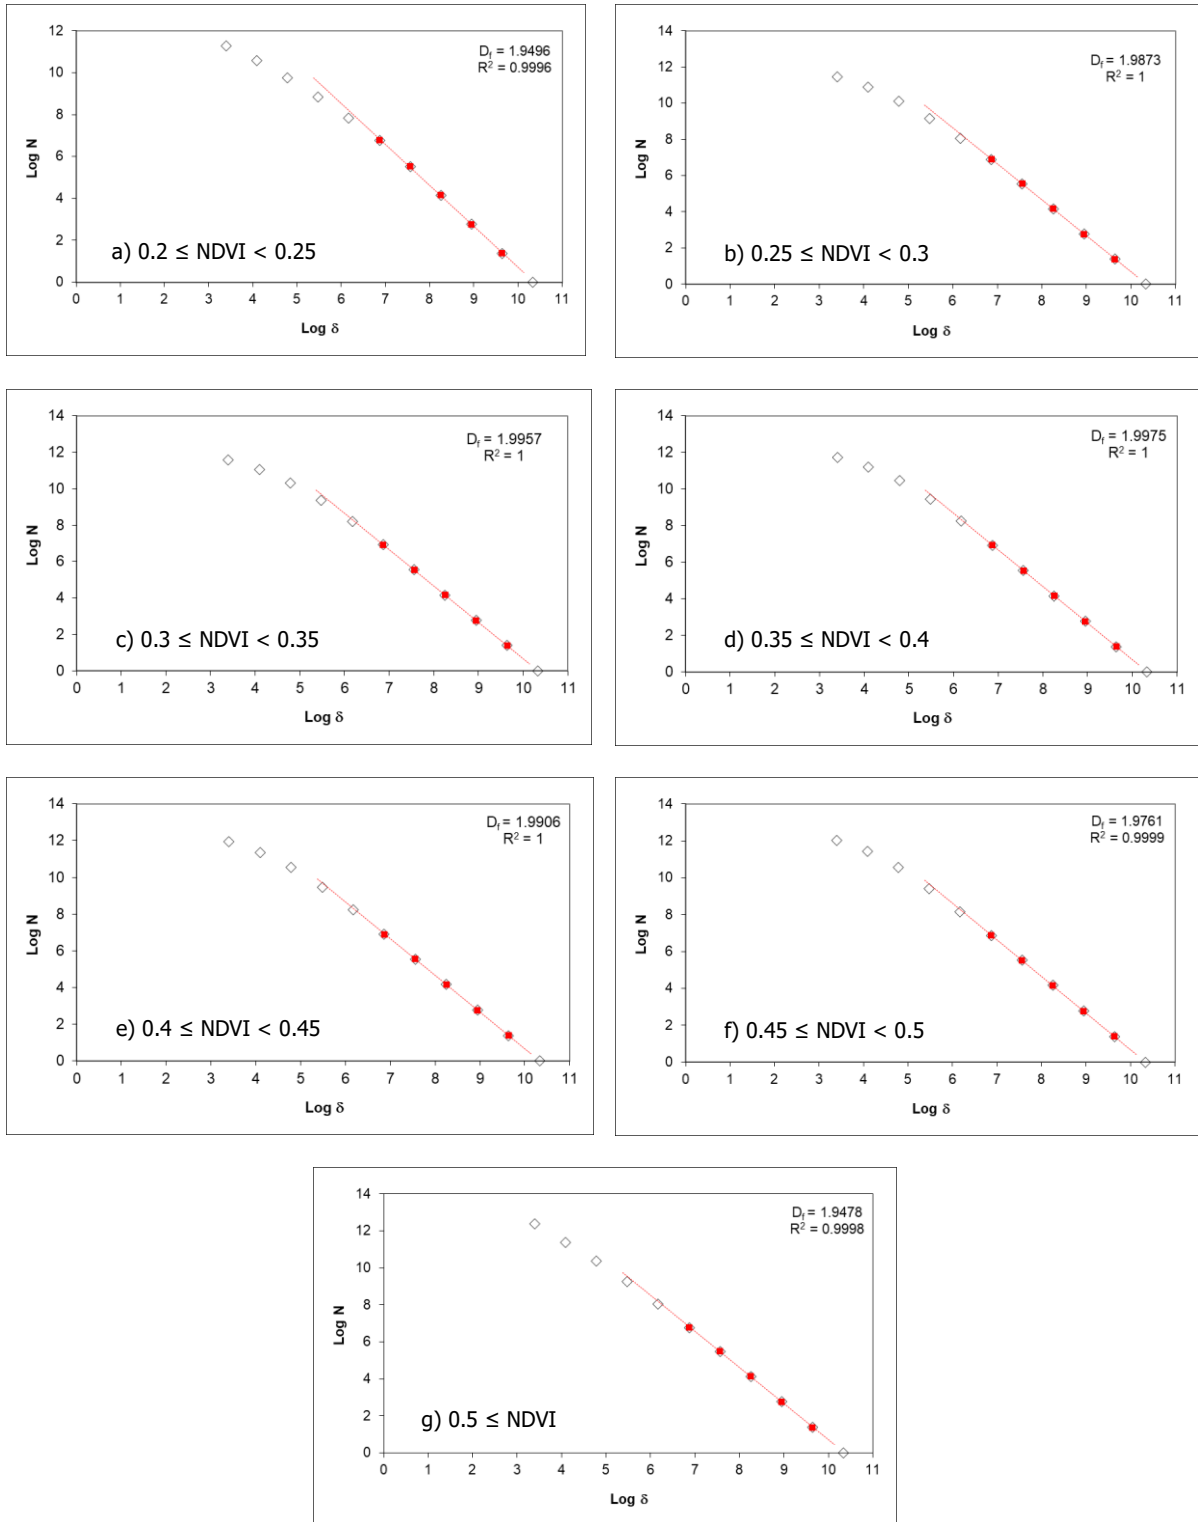 12
10
8
6
4
2
0
Log N
D_f = 1.9496
R² = 0.9996
a) 0.2 ≤ NDVI < 0.25
0 1 2 3 4 5 6 7 8 9 10 11
Log δ
14
12
10
8
6
4
2
0
Log N
D_f = 1.9873
R² = 1
b) 0.25 ≤ NDVI < 0.3
0 1 2 3 4 5 6 7 8 9 10 11
Log δ
14
12
10
8
6
4
2
0
Log N
D_f = 1.9957
R² = 1
c) 0.3 ≤ NDVI < 0.35
0 1 2 3 4 5 6 7 8 9 10 11
Log δ
14
12
10
8
6
4
2
0
Log N
D_f = 1.9975
R² = 1
d) 0.35 ≤ NDVI < 0.4
0 1 2 3 4 5 6 7 8 9 10 11
Log δ
14
12
10
8
6
4
2
0
Log N
D_f = 1.9906
R² = 1
e) 0.4 ≤ NDVI < 0.45
0 1 2 3 4 5 6 7 8 9 10 11
Log δ
14
12
10
8
6
4
2
0
Log N
D_f = 1.9761
R² = 0.9999
f) 0.45 ≤ NDVI < 0.5
0 1 2 3 4 5 6 7 8 9 10 11
Log δ
14
12
10
8
6
4
2
0
Log N
D_f = 1.9478
R² = 0.9998
g) 0.5 ≤ NDVI
0 1 2 3 4 5 6 7 8 9 10 11
Log δ